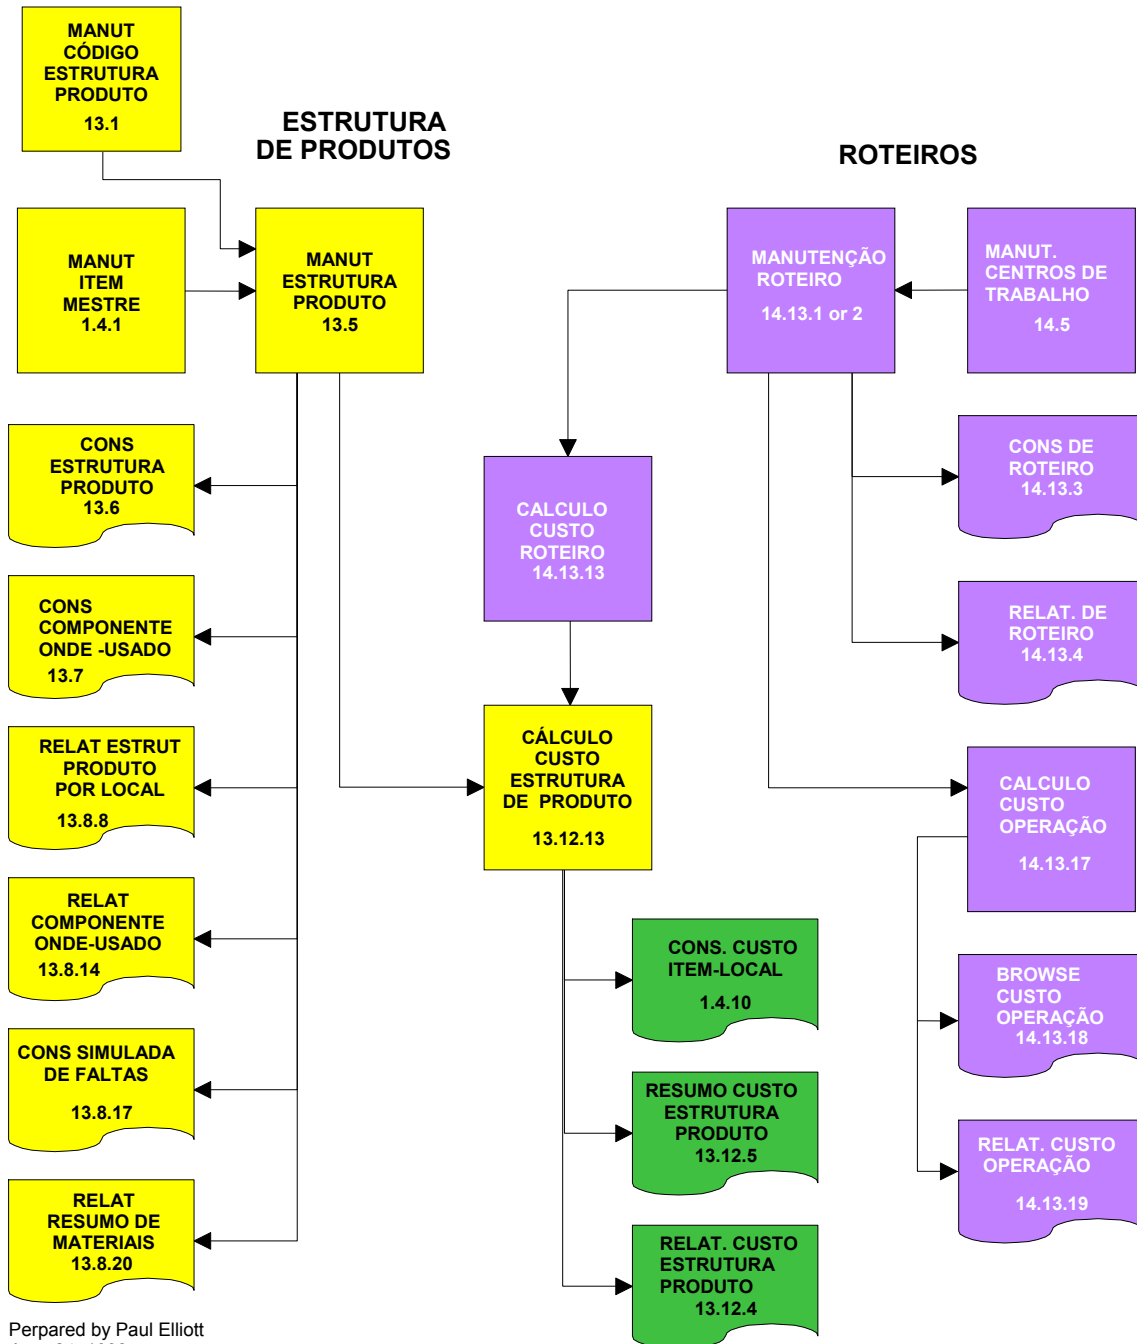 MANUT
CÓDIGO
ESTRUTURA
PRODUTO
13.1
ESTRUTURA
DE PRODUTOS
ROTEIROS
MANUT
ITEM
MESTRE
1.4.1
MANUT
ESTRUTURA
PRODUTO
13.5
MANUTENÇÃO
ROTEIRO
14.13.1 or 2
MANUT.
CENTROS DE
TRABALHO
14.5
CONS
ESTRUTURA
PRODUTO
13.6
CONS
COMPONENTE
ONDE -USADO
13.7
RELAT ESTRUT
PRODUTO
POR LOCAL
13.8.8
RELAT
COMPONENTE
ONDE-USADO
13.8.14
CONS SIMULADA
DE FALTAS
13.8.17
RELAT
RESUMO DE
MATERIAIS
13.8.20
CALCULO
CUSTO
ROTEIRO
14.13.13
CÁLCULO
CUSTO
ESTRUTURA
DE PRODUTO
13.12.13
CONS. CUSTO
ITEM-LOCAL
1.4.10
RESUMO CUSTO
ESTRUTURA
PRODUTO
13.12.5
RELAT. CUSTO
ESTRUTURA
PRODUTO
13.12.4
CONS DE
ROTEIRO
14.13.3
RELAT. DE
ROTEIRO
14.13.4
CALCULO
CUSTO
OPERAÇÃO
14.13.17
BROWSE
CUSTO
OPERAÇÃO
14.13.18
RELAT. CUSTO
OPERAÇÃO
14.13.19
Perpared by Paul Elliott